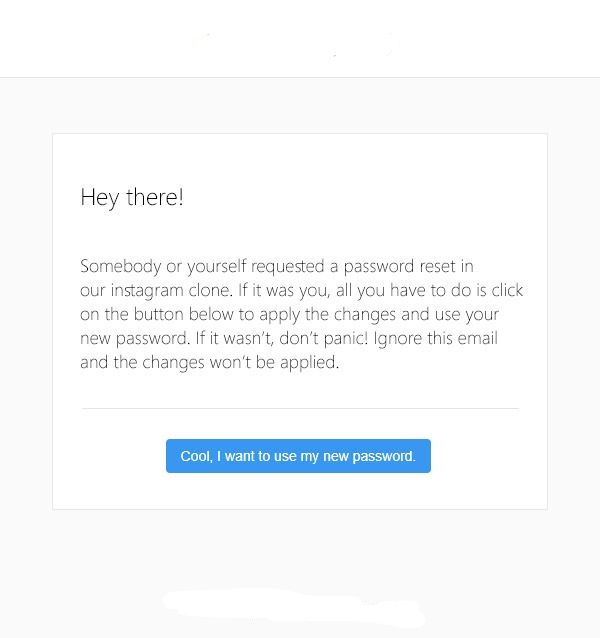 Hey there!
Somebody or yourself requested a password reset in
our instagram clone. If it was you, all you have to do is click
on the button below to apply the changes and use your
new password. If it wasn’t, don’t panic! Ignore this email
and the changes won’t be applied.
Cool, I want to use my new password.